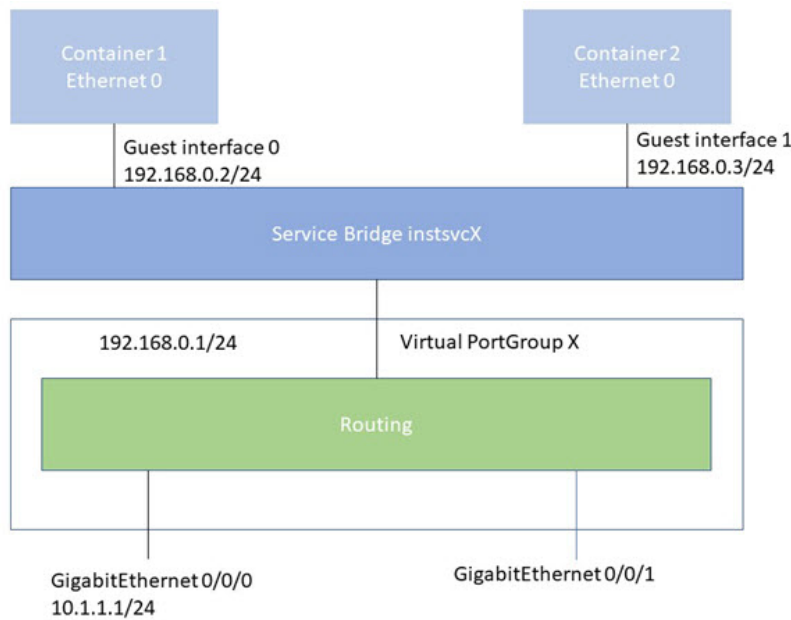 Container 1
Ethernet 0
Container 2
Ethernet 0
Guest interface 0
192.168.0.2/24
Guest interface 1
192.168.0.3/24
Service Bridge instsvcX
192.168.0.1/24
Virtual PortGroup X
Routing
GigabitEthernet 0/0/0
10.1.1.1/24
GigabitEthernet 0/0/1